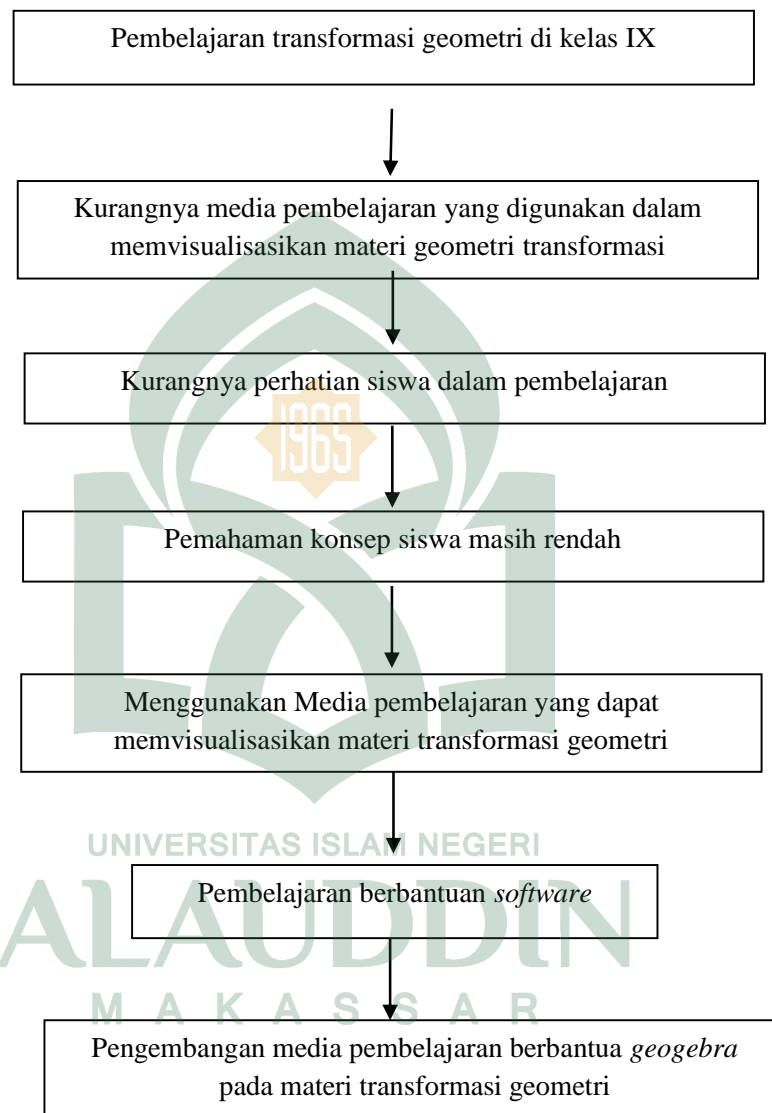 Pembelajaran transformasi geometri di kelas IX
Kurangnya media pembelajaran yang digunakan dalam
memvisualisasikan materi geometri transformasi
Kurangnya perhatian siswa dalam pembelajaran
1965
Pemahaman konsep siswa masih rendah
Menggunakan Media pembelajaran yang dapat
memvisualisasikan materi transformasi geometri
UNIVERSITAS ISLAM NEGERI
Pembelajaran berbantuan software
ALAUDDIN
MAKASSAR
Pengembangan media pembelajaran berbantua geogebra
pada materi transformasi geometri